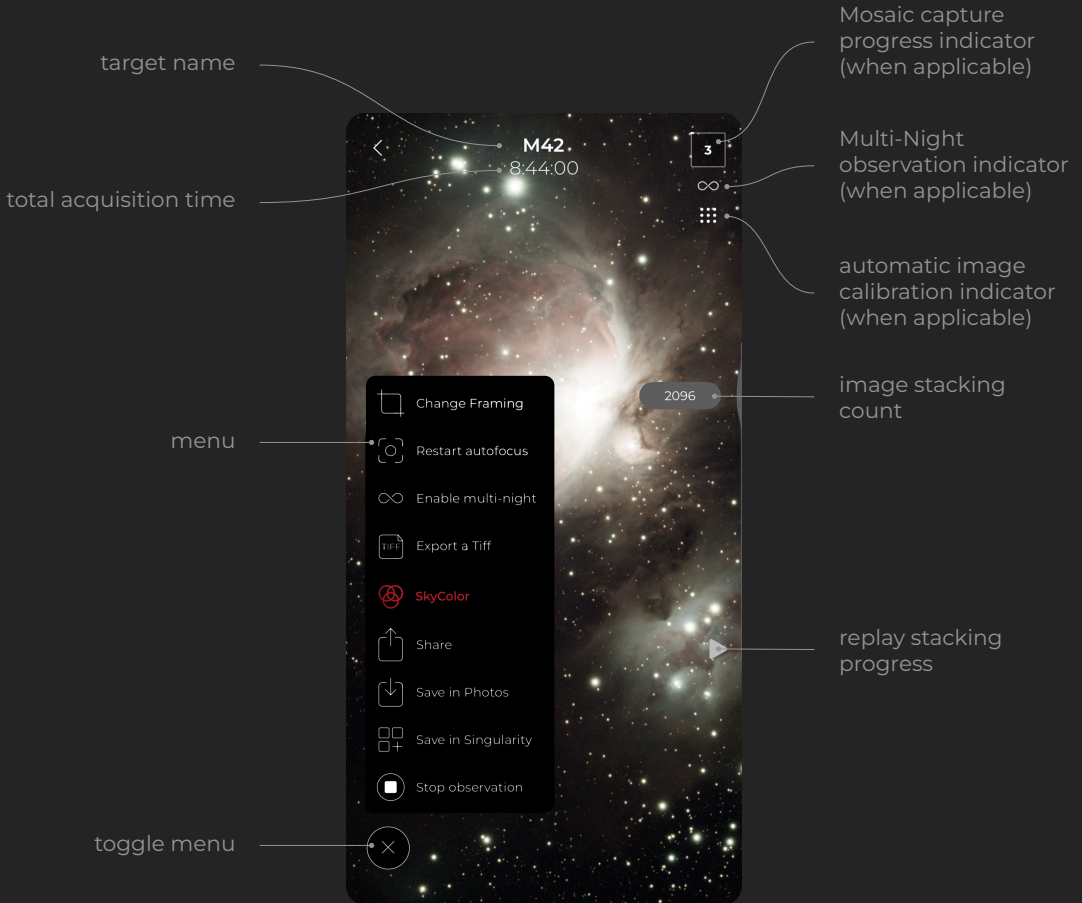 target name
total acquisition time
menu
toggle menu
M42
8:44:00
3
2096
Change Framing
Restart autofocus
Enable multi-night
TIFF
Export a Tiff
SkyColor
Share
Save in Photos
Save in Singularity
Stop observation
Mosaic capture
progress indicator
(when applicable)
Multi-Night
observation indicator
(when applicable)
automatic image
calibration indicator
(when applicable)
image stacking
count
replay stacking
progress